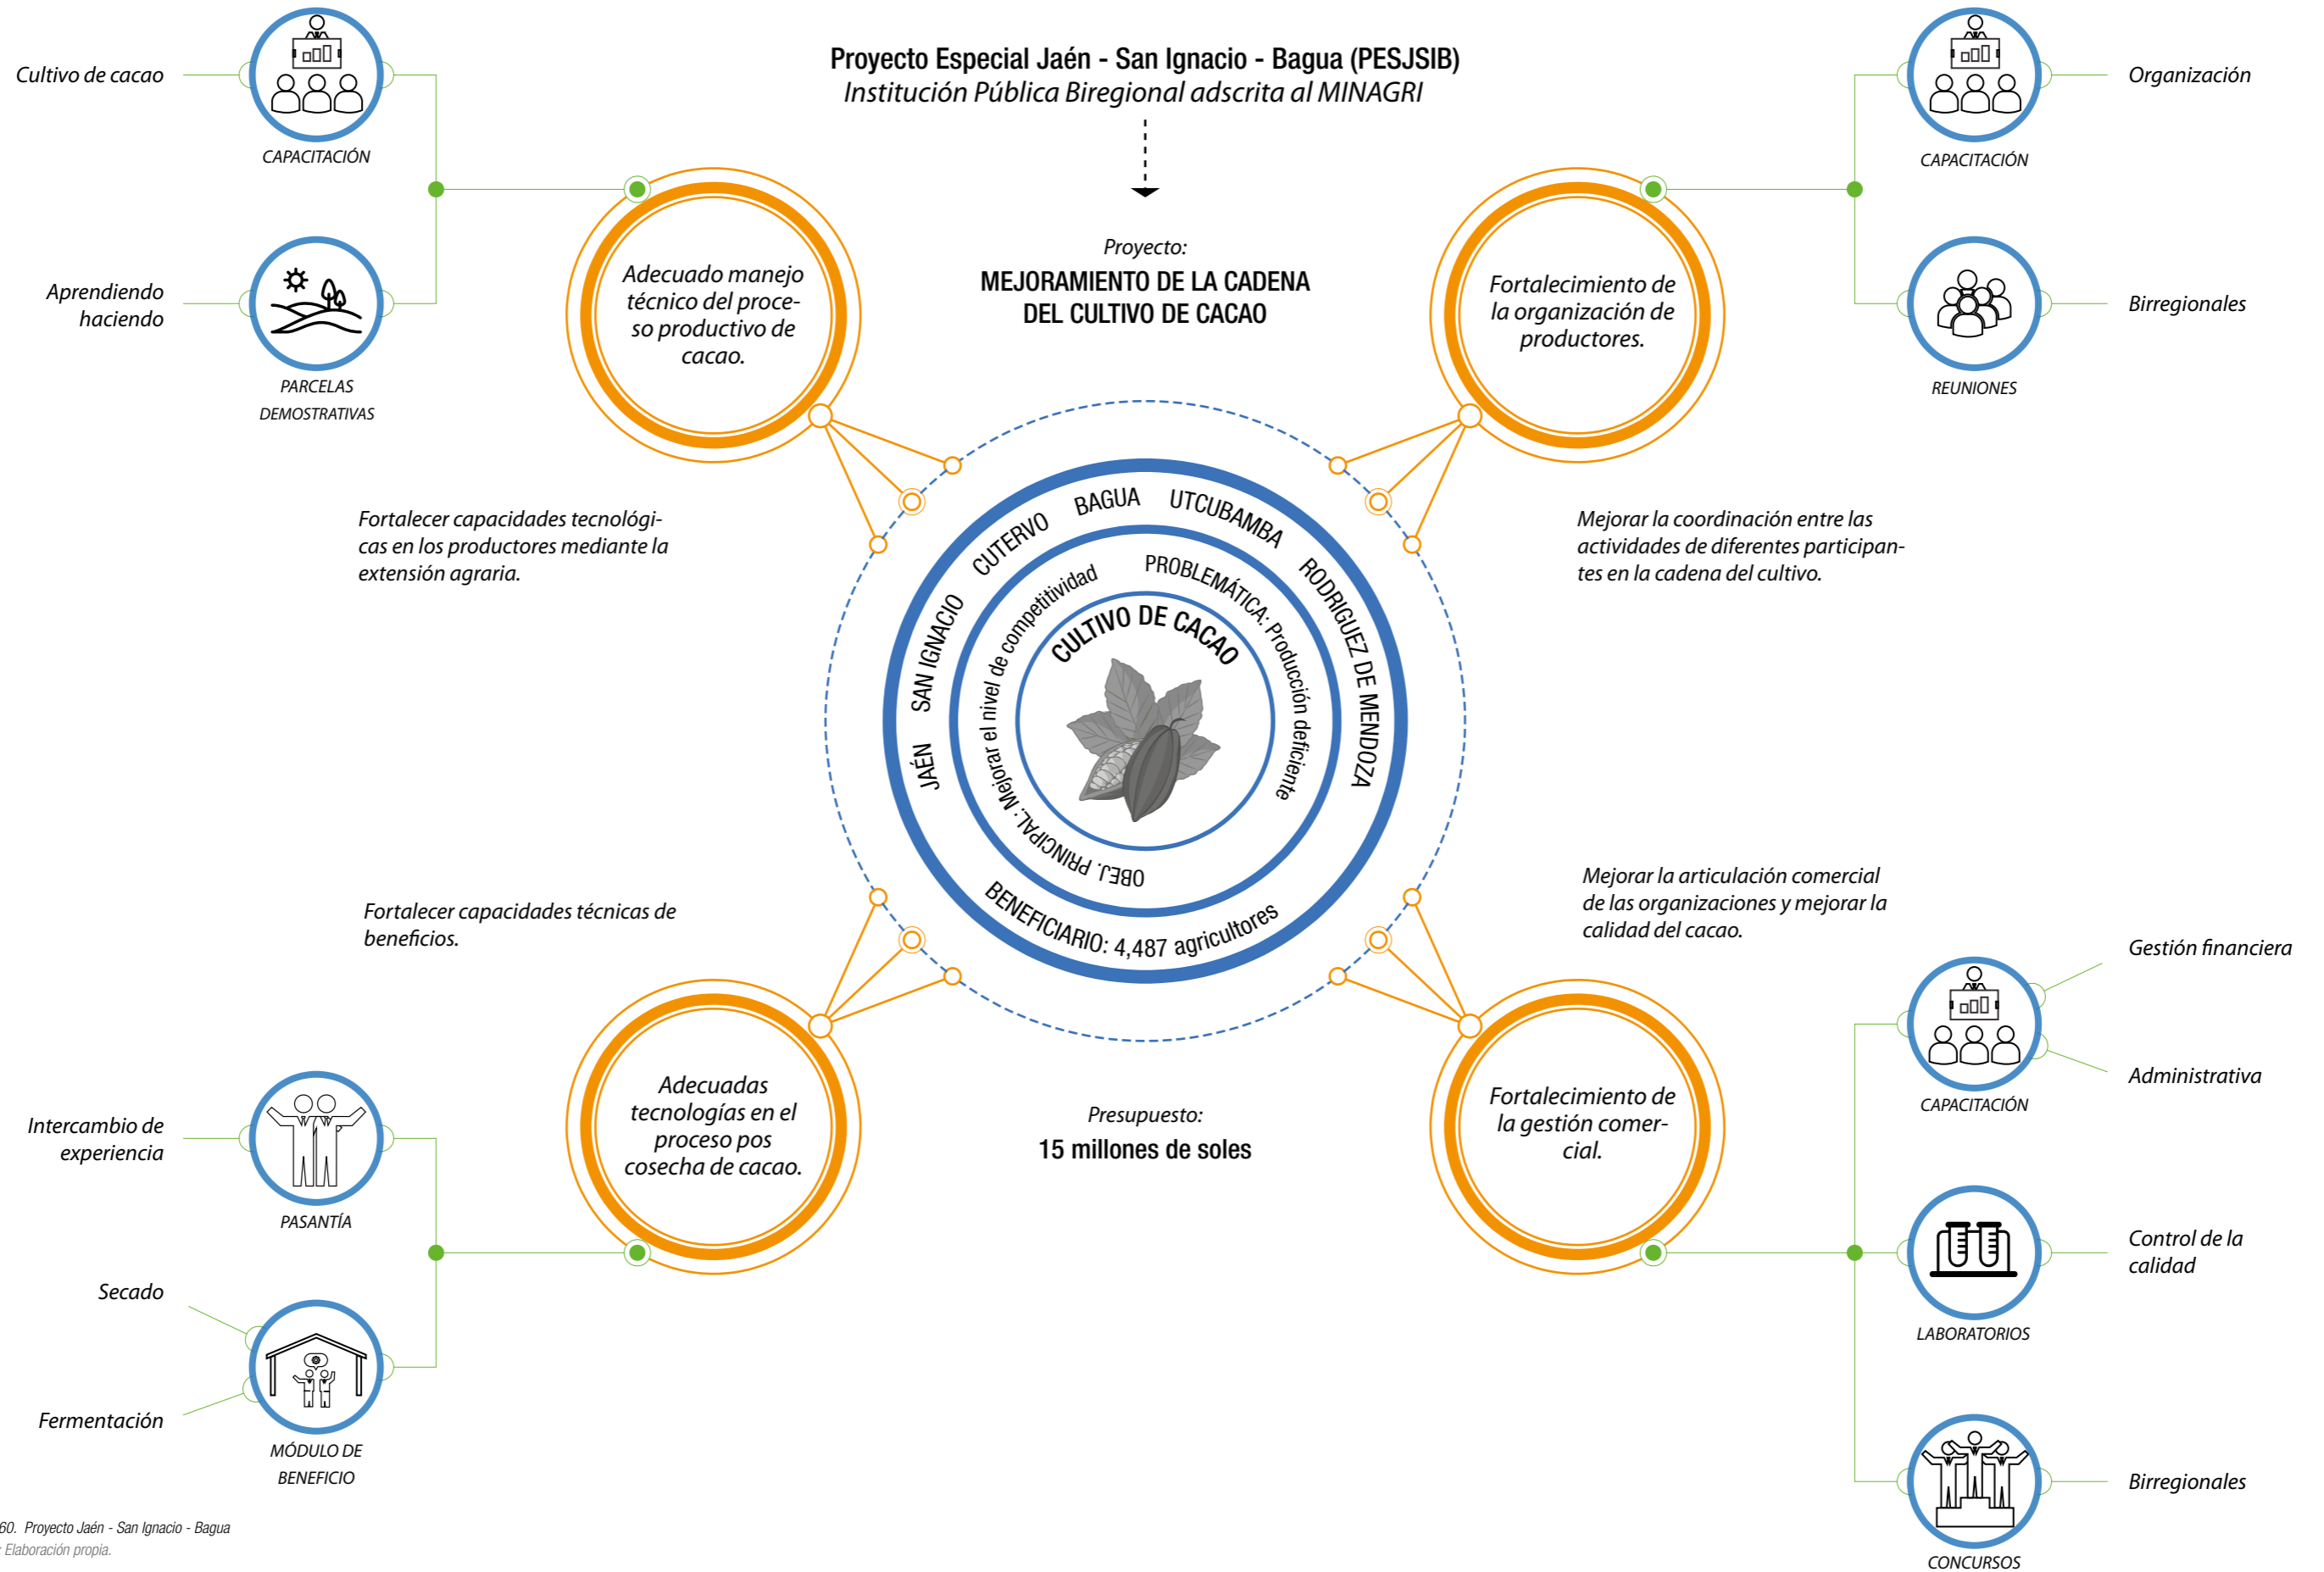 Proyecto Especial Jaén - San Ignacio - Bagua (PESJSIB)
Institución Pública Biregional adscrita al MINAGRI
Proyecto:
MEJORAMIENTO DE LA CADENA
DEL CULTIVO DE CACAO
Cultivo de cacao
CAPACITACIÓN
Aprendiendo
haciendo
PARCELAS
DEMOSTRATIVAS
Adecuado manejo
técnico del proce-
so productivo de
cacao.
Fortalecer capacidades tecnológi-
cas en los productores mediante la
extensión agraria.
Organización
CAPACITACIÓN
Birregionales
REUNIONES
Fortalecimiento de
la organización de
productores.
Mejorar la coordinación entre las
actividades de diferentes participan-
tes en la cadena del cultivo.
JAÉN SAN IGNACIO CUTERVO BAGUA UTCUBAMBA RODRIGUEZ DE MENDOZA
BENEFICIARIO: 4,487 agricultores
OBEJ. PRINCIPAL: Mejorar el nivel de competitividad
PROBLEMÁTICA: Producción deficiente
CULTIVO DE CACAO
Fortalecer capacidades técnicas de
beneficios.
Adecuadas
tecnologías en el
proceso pos
cosecha de cacao.
Intercambio de
experiencia
PASANTÍA
Secado
Fermentación
MÓDULO DE
BENEFICIO
Presupuesto:
15 millones de soles
Mejorar la articulación comercial
de las organizaciones y mejorar la
calidad del cacao.
Fortalecimiento de
la gestión comer-
cial.
Gestión financiera
Administrativa
CAPACITACIÓN
Control de la
calidad
LABORATORIOS
Birregionales
CONCURSOS
60. Proyecto Jaén - San Ignacio - Bagua
: Elaboración propia.